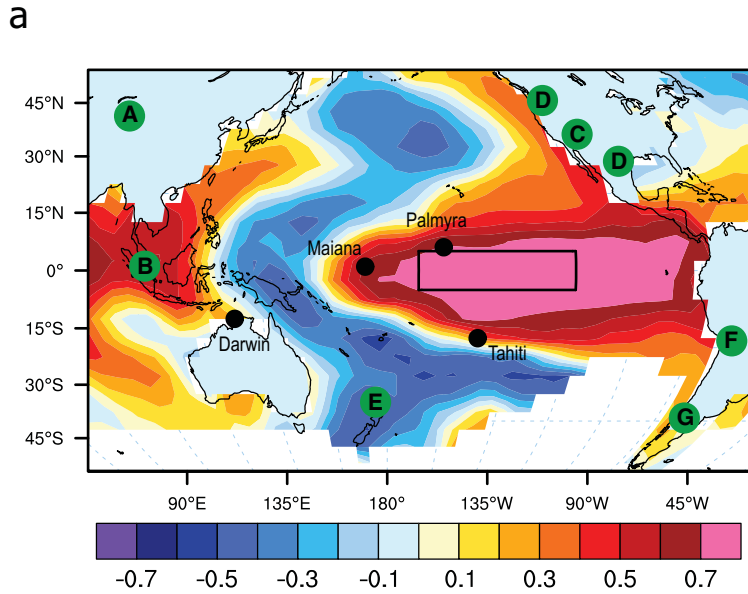 a
45°N
30°N
15°N
0°
15°S
30°S
45°S
A
B
C
D
D
E
F
G
Palmyra
Maiana
Darwin
Tahiti
90°E 135°E 180° 135°W 90°W 45°W
-0.7 -0.5 -0.3 -0.1 0.1 0.3 0.5 0.7